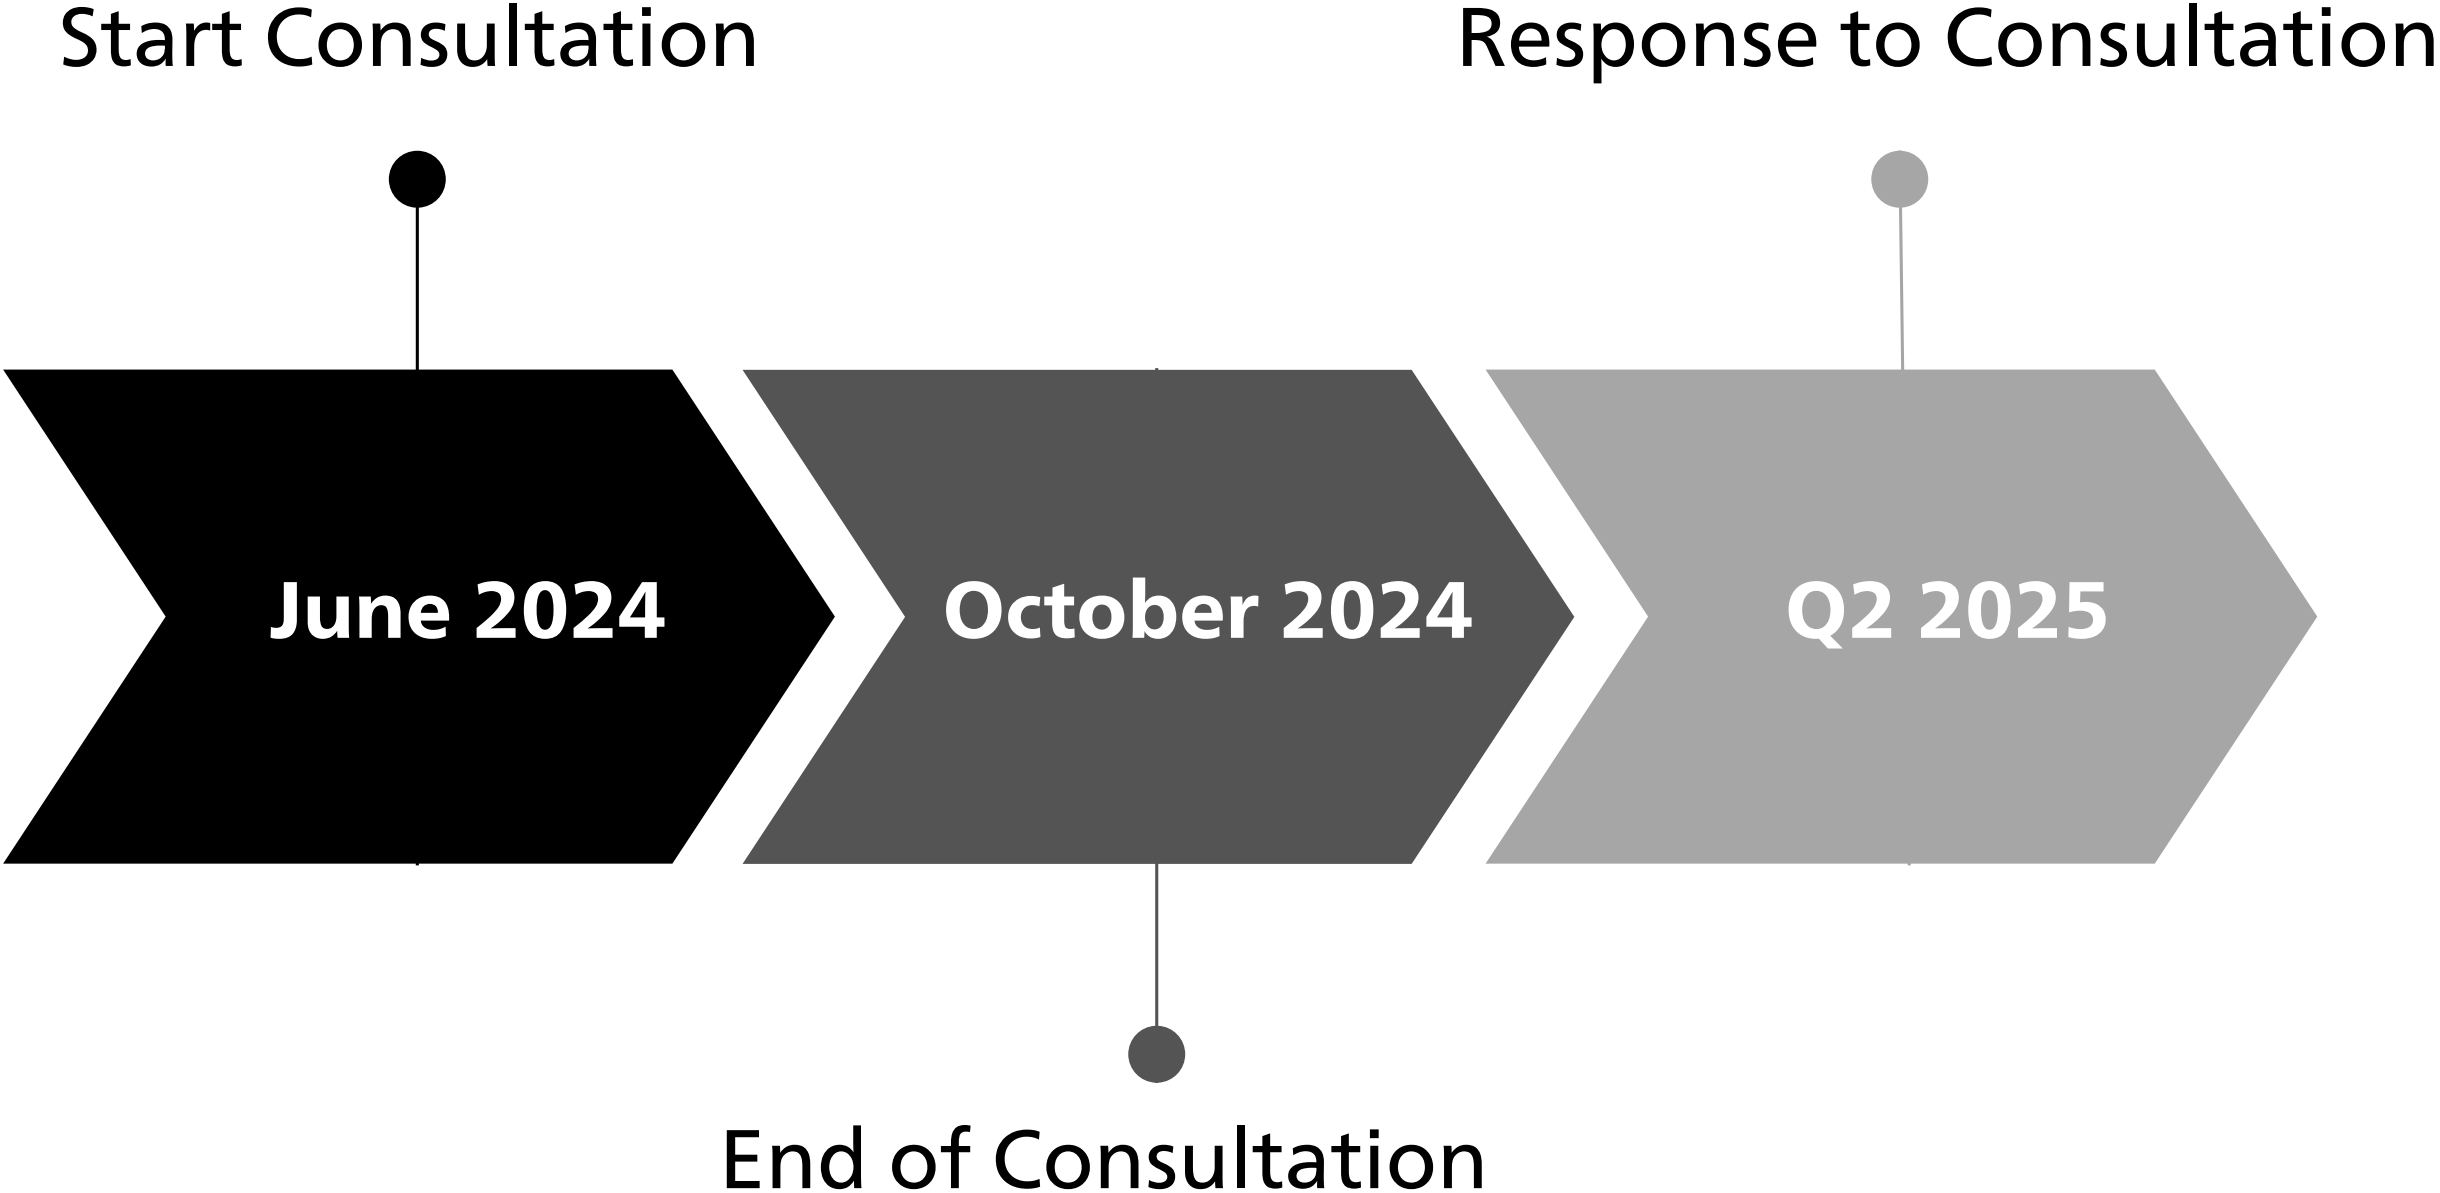 Start Consultation
Response to Consultation
June 2024
October 2024
Q2 2025
End of Consultation